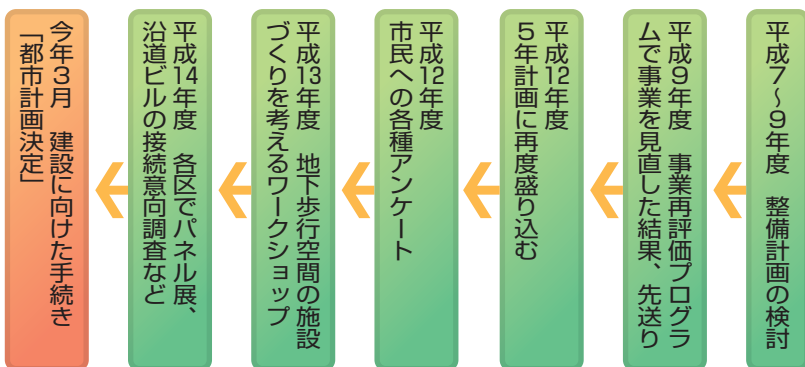 平成7〜9年度　整備計画の検討
平成9年度　事業再評価プログラ
ムで事業を見直した結果、先送り
平成12年度
5年計画に再度盛り込む
平成12年度
市民への各種アンケート
平成13年度　地下歩行空間の施設
づくりを考えるワークショップ
平成14年度　各区でパネル展、
沿道ビルの接続意向調査など
今年3月　建設に向けた手続き
「都市計画決定」